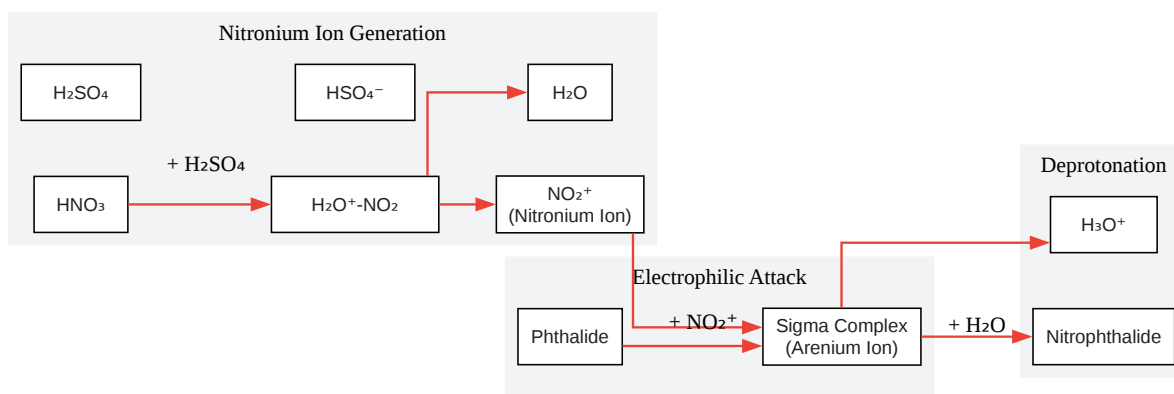 Nitronium Ion Generation
H₂SO₄
HSO₄⁻
H₂O
+ H₂SO₄
HNO₃
H₂O⁺-NO₂
NO₂⁺
(Nitronium Ion)
Deprotonation
H₃O⁺
Electrophilic Attack
Phthalide
+ NO₂⁺
Sigma Complex
(Arenium Ion)
+ H₂O
Nitrophthalide